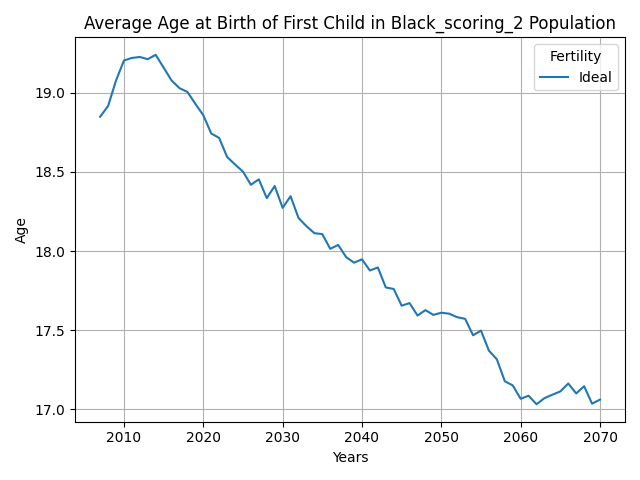 Average Age at Birth of First Child in Black_scoring_2 Population
Fertility
Ideal
19.0
18.5
18.0
17.5
17.0
Age
2010 2020 2030 2040 2050 2060 2070
Years